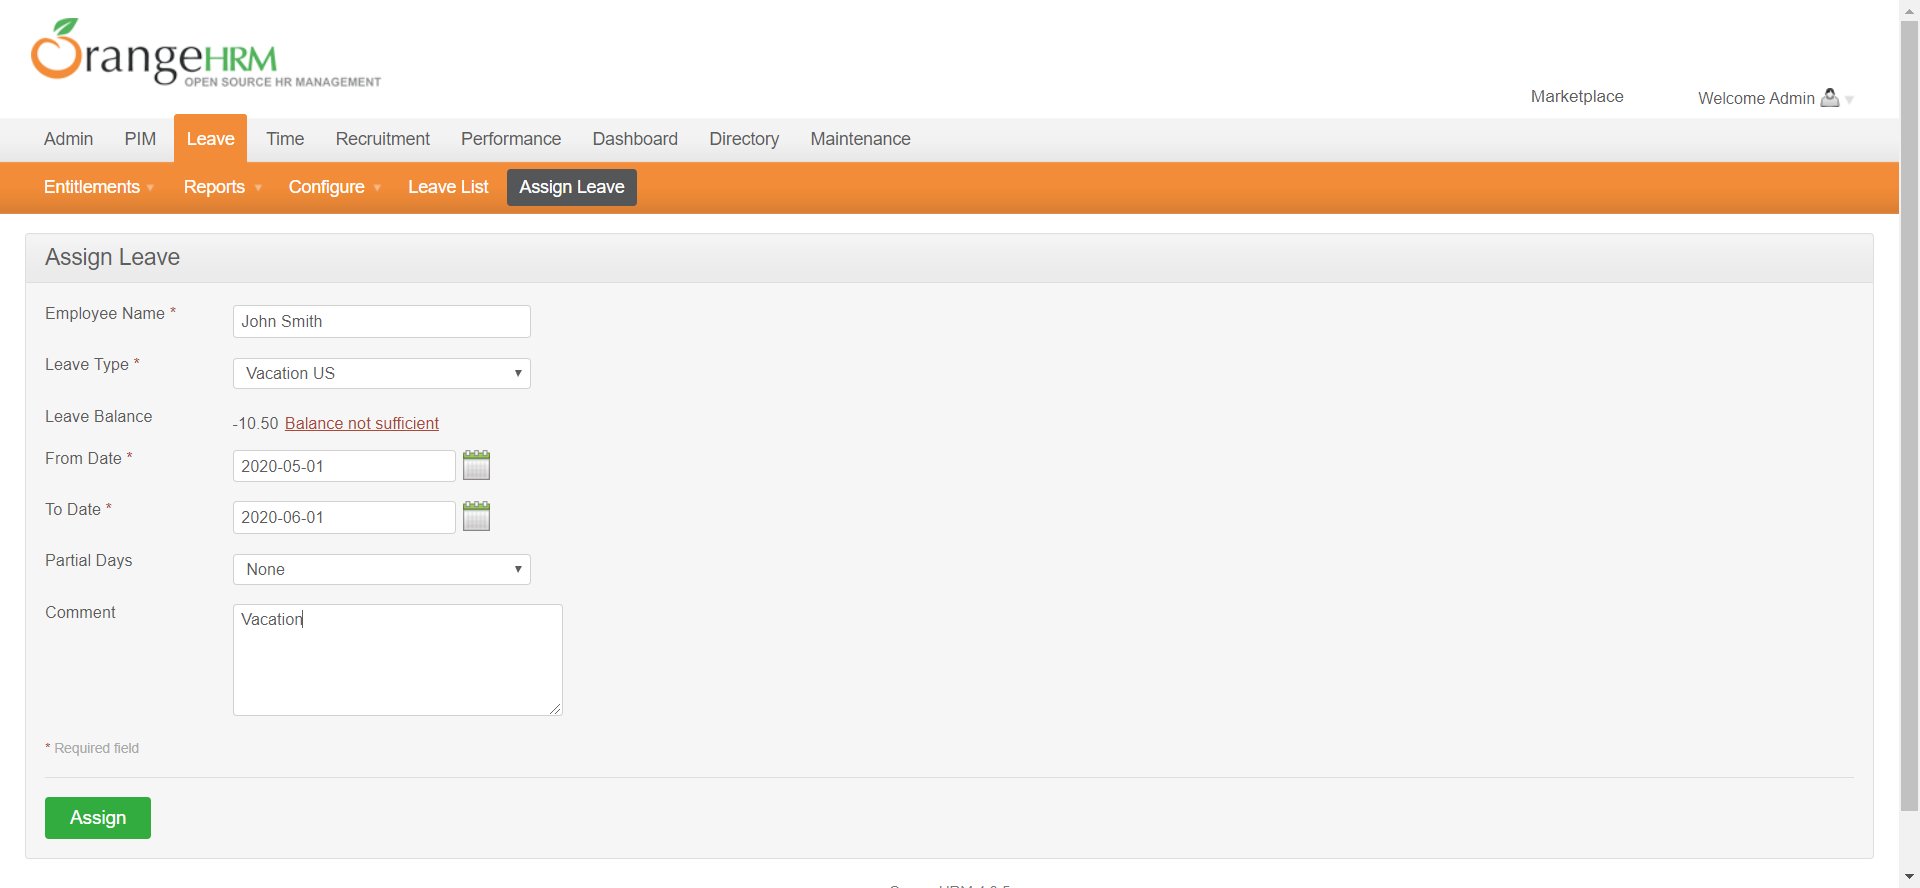 OrangeHRM
OPEN SOURCE HR MANAGEMENT
Marketplace
Welcome Admin
Admin PIM Leave Time Recruitment Performance Dashboard Directory Maintenance
Entitlements Reports Configure Leave List Assign Leave
Assign Leave
Employee Name * John Smith
Leave Type * Vacation US
Leave Balance -10.50 Balance not sufficient
From Date * 2020-05-01
To Date * 2020-06-01
Partial Days None
Comment Vacation
* Required field
Assign